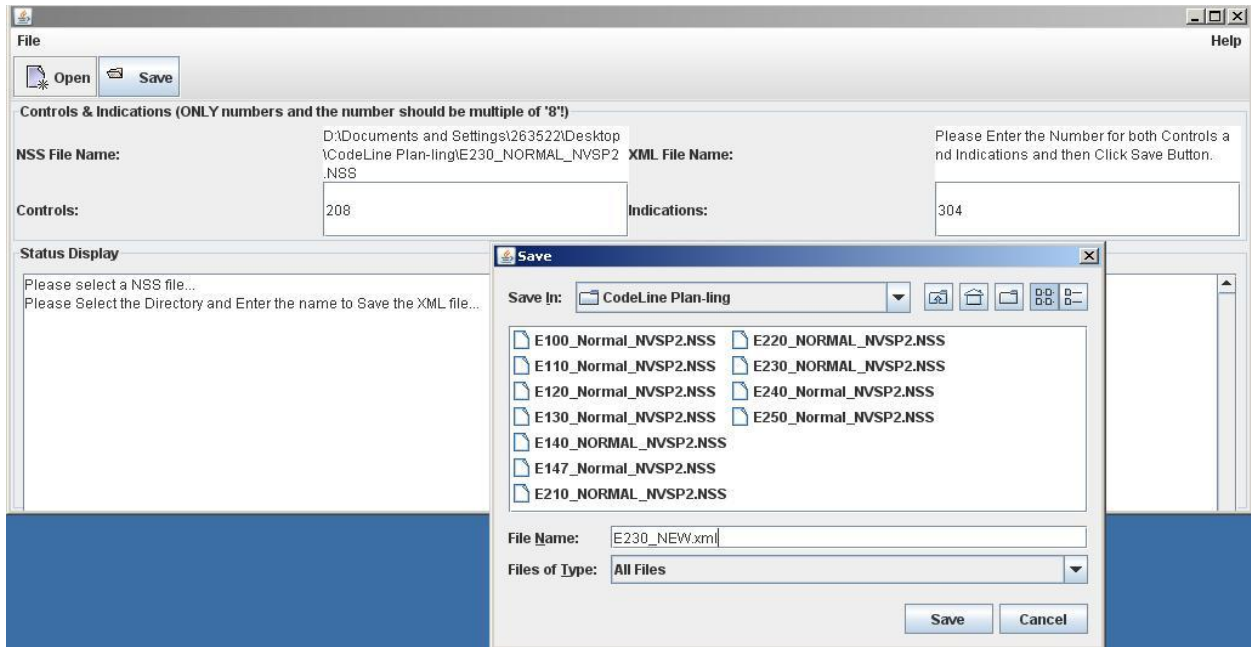 File
Help
Open
Save
Controls & Indications (ONLY numbers and the number should be multiple of '8'!)
NSS File Name:
D:\Documents and Settings\263522\Desktop
\CodeLine Plan-ling\E230_NORMAL_NVSP2
.NSS
XML File Name:
Please Enter the Number for both Controls a
nd Indications and then Click Save Button.
Controls:
208
Indications:
304
Status Display
Please select a NSS file...
Please Select the Directory and Enter the name to Save the XML file...
Save
Save In:
CodeLine Plan-ling
E100_Normal_NVSP2.NSS
E110_Normal_NVSP2.NSS
E120_Normal_NVSP2.NSS
E130_Normal_NVSP2.NSS
E140_NORMAL_NVSP2.NSS
E147_Normal_NVSP2.NSS
E210_NORMAL_NVSP2.NSS
E220_NORMAL_NVSP2.NSS
E230_NORMAL_NVSP2.NSS
E240_Normal_NVSP2.NSS
E250_Normal_NVSP2.NSS
File Name:
E230_NEW.xml
Files of Type:
All Files
Save
Cancel